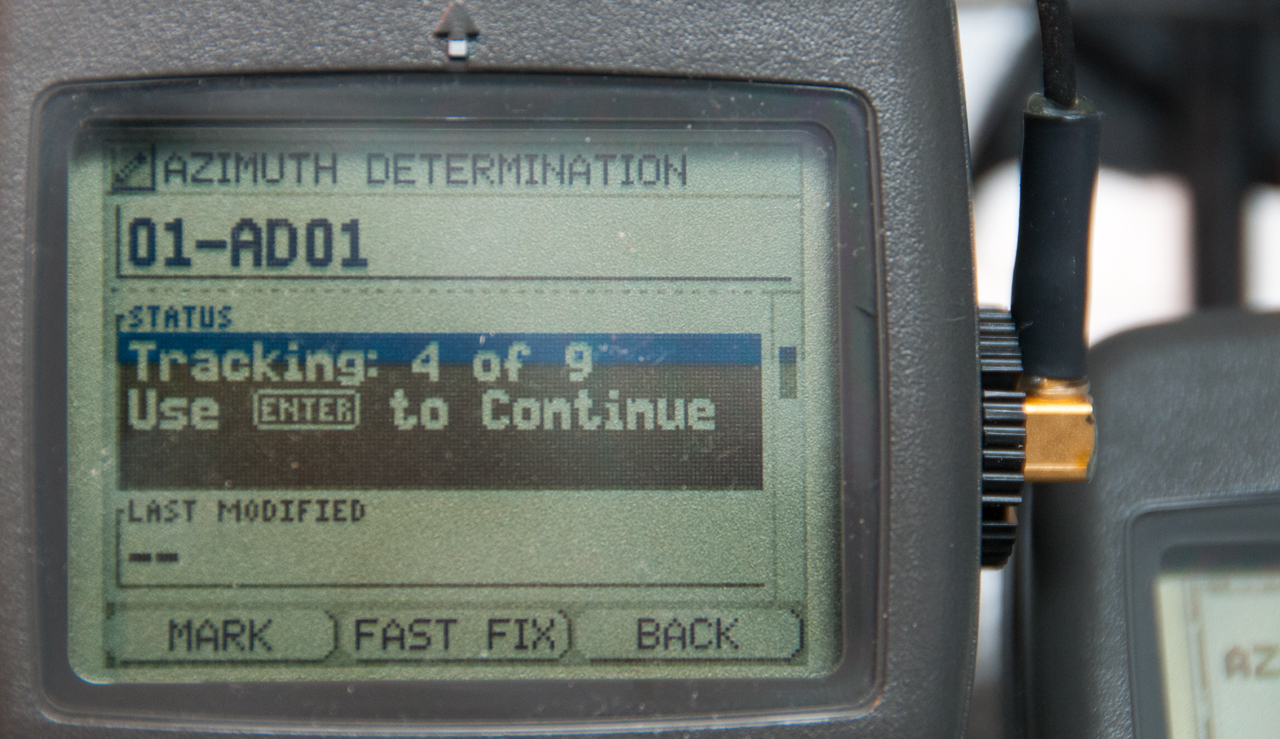 AZIMUTH DETERMINATION
01-AD01
STATUS
Tracking: 4 of 9
Use ENTER to Continue
LAST MODIFIED
--
MARK FAST FIX BACK
AZ